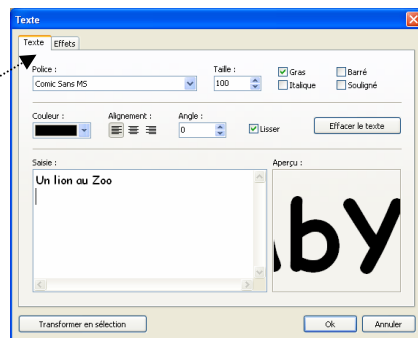 Texte
Texte Effets
Police : Taille :
Comic Sans MS 100 Gras Barré
Italique Souligné
Couleur : Alignement : Angle :
0 Lisser Effacer le texte
Saisie : Aperçu :
Un lion au Zoo
AbY
Transformer en sélection Ok Annuler